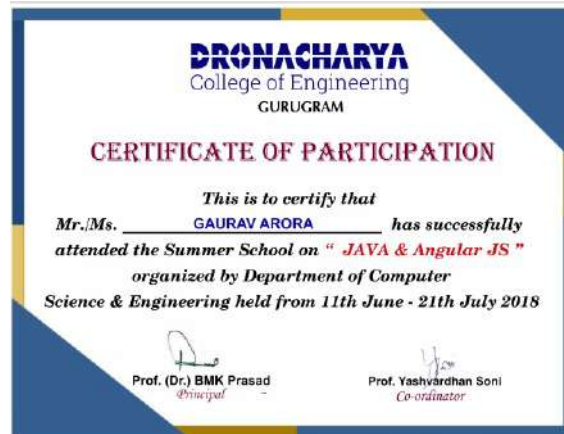 DRONACHARYA
College of Engineering
GURUGRAM
CERTIFICATE OF PARTICIPATION
This is to certify that
Mr./Ms. GAURAV ARORA has successfully
attended the Summer School on “ JAVA & Angular JS ”
organized by Department of Computer
Science & Engineering held from 11th June - 21th July 2018
Prof. (Dr.) BMK Prasad
Principal
Prof. Yashvardhan Soni
Co-ordinator